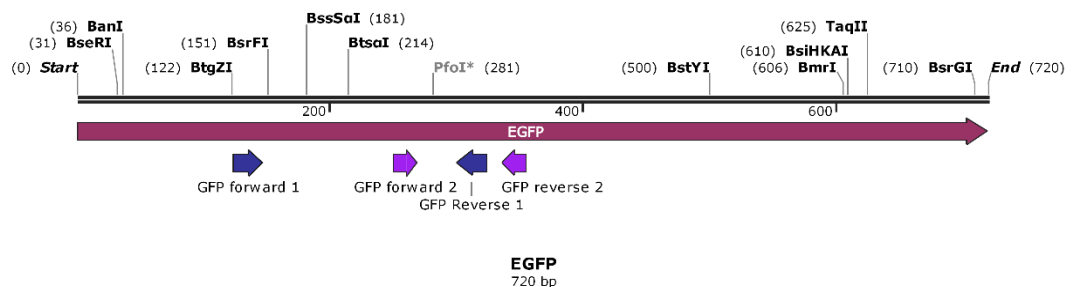 BssSαI (181)
(36) BanI
(625) TaqII
(31) BseRI
(151) BsrFI
BtsαI (214)
(610) BsiHKAI
(0) Start
(122) BtgZI
PfoI* (281)
(500) BstYI
(606) BmrI
(710) BsrGI
End (720)
200
400
600
EGFP
GFP forward 1
GFP forward 2
GFP reverse 2
GFP Reverse 1
EGFP
720 bp